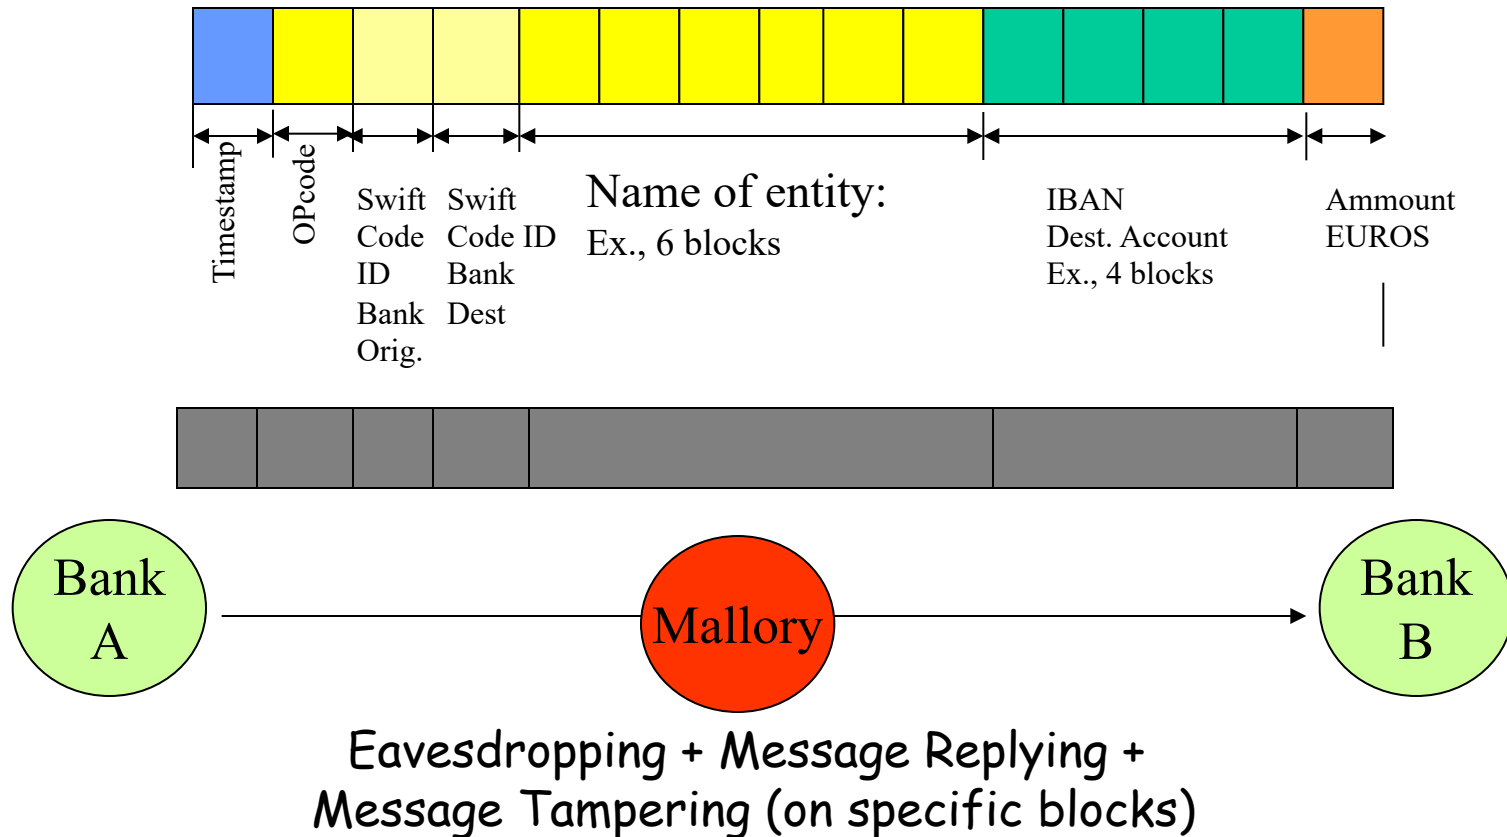 Timestamp
OPcode
Swift
Code
ID
Bank
Orig.
Swift
Code ID
Bank
Dest
Name of entity:
Ex., 6 blocks
IBAN
Dest. Account
Ex., 4 blocks
Ammount
EUROS
Bank
A
Mallory
Bank
B
Eavesdropping + Message Replying +
Message Tampering (on specific blocks)